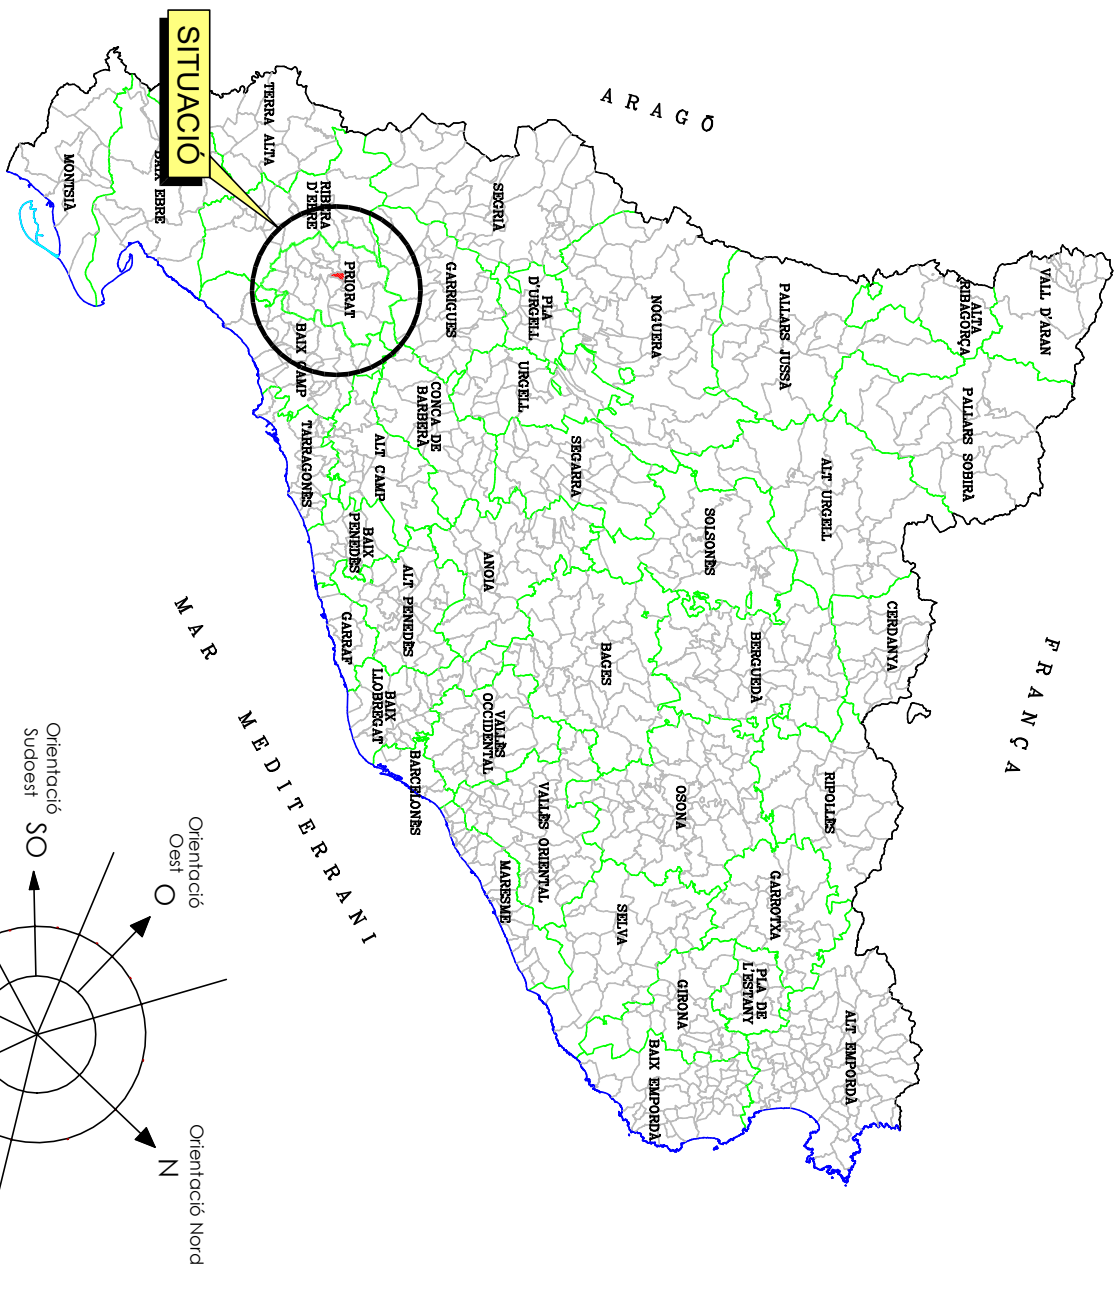 SITUACIÓ
ARAGÓ
FRANÇA
MAR MEDITERRANI
VALL D'ARAN
ALTA
RIBAGORÇA
PALLARS SOBIRÀ
PALLARS JUSSÀ
ALT URGELL
CERDANYA
RIPOLLÈS
GARROTXA
ALT EMPORDÀ
PLA DE
L'ESTANY
BERGUEDÀ
SOLSONÈS
NOGUERA
OSONA
GIRONA
BAIX EMPORDÀ
SELVA
BAGES
SEGARRA
PLA
D'URGELL
URGELL
SEGRIÀ
GARRIGUES
CONCA DE
BARBERÀ
ANOIA
VALLÈS
OCCIDENTAL
VALLÈS ORIENTAL
MARESME
BARCELONÈS
BAIX
LLOBREGAT
ALT PENEDÈS
GARRAF
BAIX
PENEDÈS
ALT CAMP
TARRAGONÈS
BAIX CAMP
PRIORAT
RIBERA
D'EBRE
TERRA ALTA
BAIX EBRE
MONTSIÀ
Orientació
Sudoest
SO
Orientació
Oest
O
Orientació Nord
N